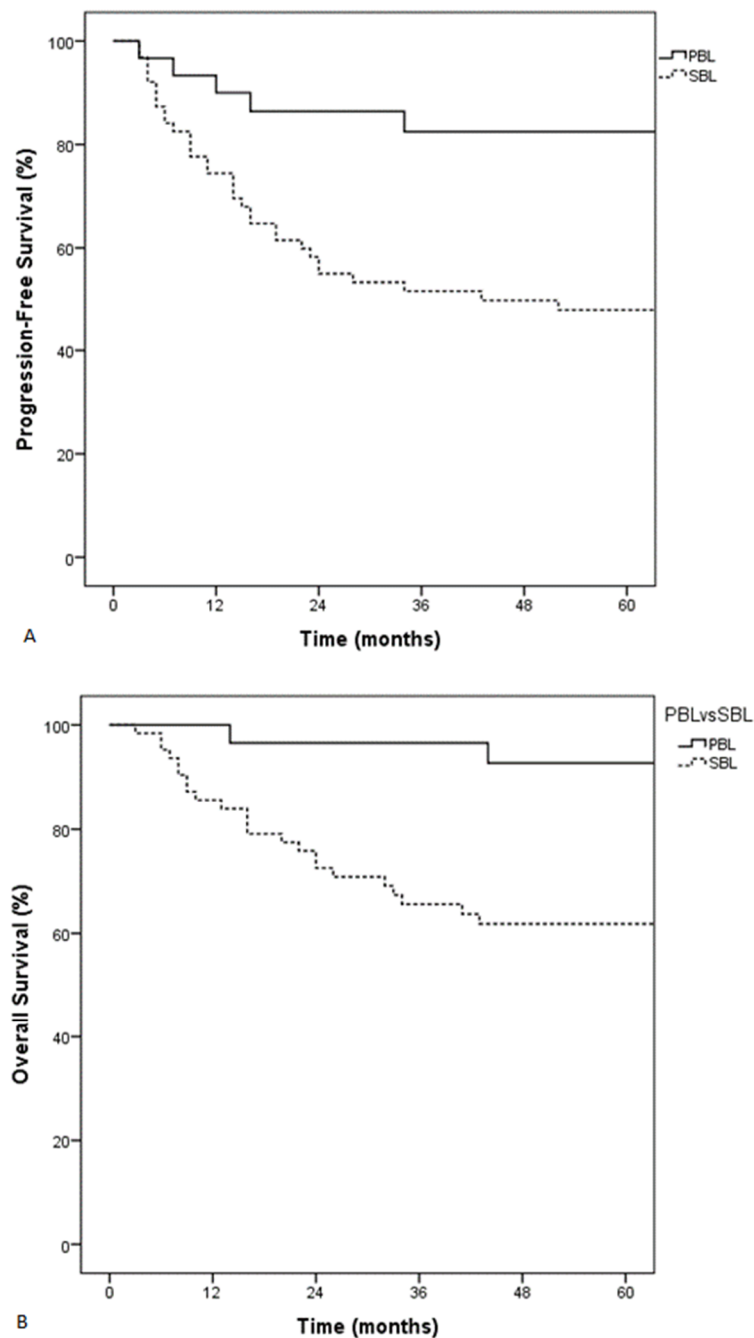 100
80
60
40
20
0
Progression-Free Survival (%)
PBL
SBL
0 12 24 36 48 60
Time (months)
A
PBLvsSBL
PBL
SBL
100
80
60
40
20
0
Overall Survival (%)
0 12 24 36 48 60
Time (months)
B